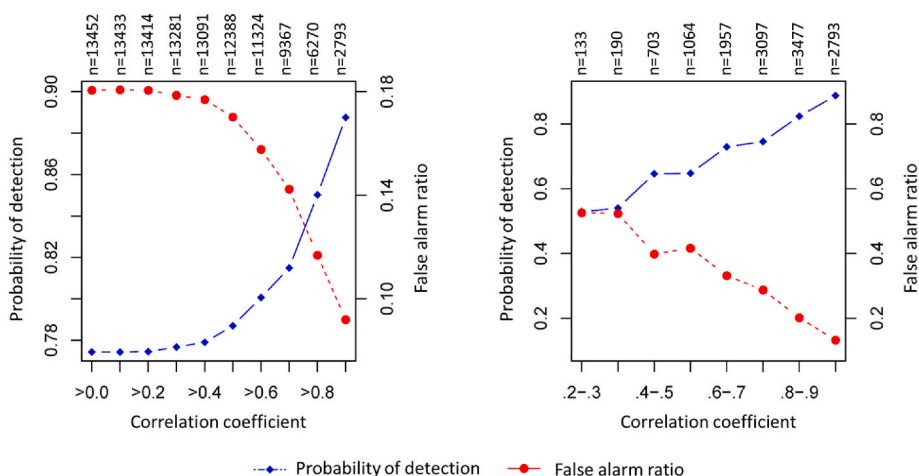 n=13452
n=13433
n=13414
n=13281
n=13091
n=12388
n=11324
n=9367
n=6270
n=2793
Probability of detection
0.90
0.86
0.82
0.78
0.18
0.14
0.10
False alarm ratio
>0.0
>0.2
>0.4
>0.6
>0.8
Correlation coefficient
n=133
n=190
n=703
n=1064
n=1957
n=3097
n=3477
n=2793
Probability of detection
0.8
0.6
0.4
0.2
0.8
0.6
0.4
0.2
False alarm ratio
.2-.3
.4-.5
.6-.7
.8-.9
Correlation coefficient
Probability of detection
False alarm ratio